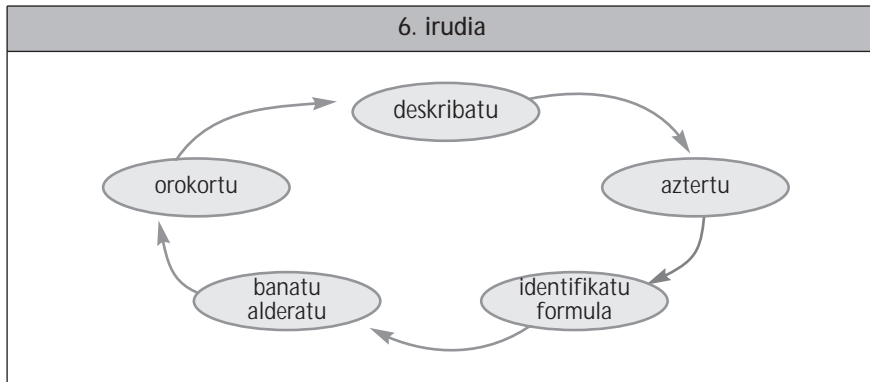 6. irudia
deskribatu
orokortu
aztertu
banatu
alderatu
identifikatu
formula